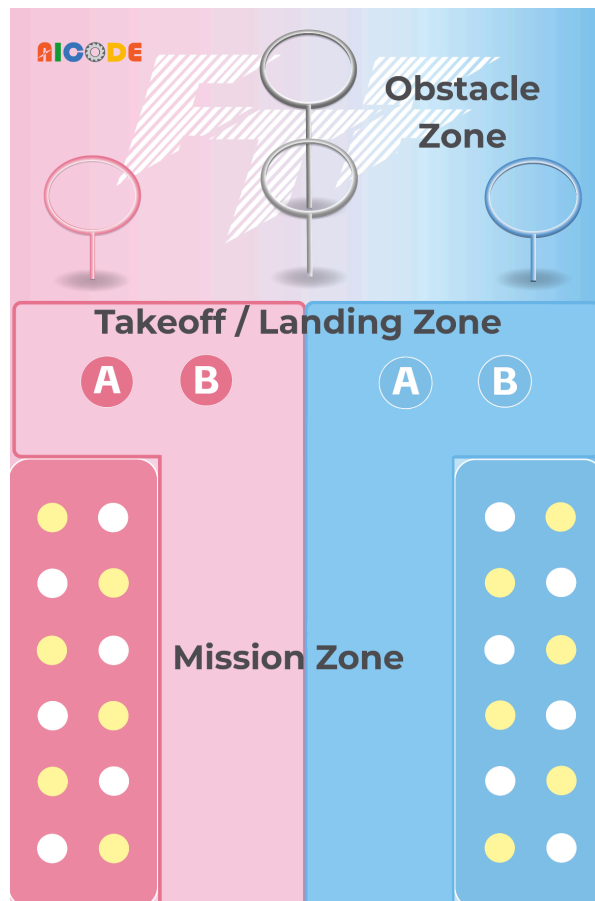 AICODE
Obstacle
Zone
Takeoff / Landing Zone
A B A B
Mission Zone